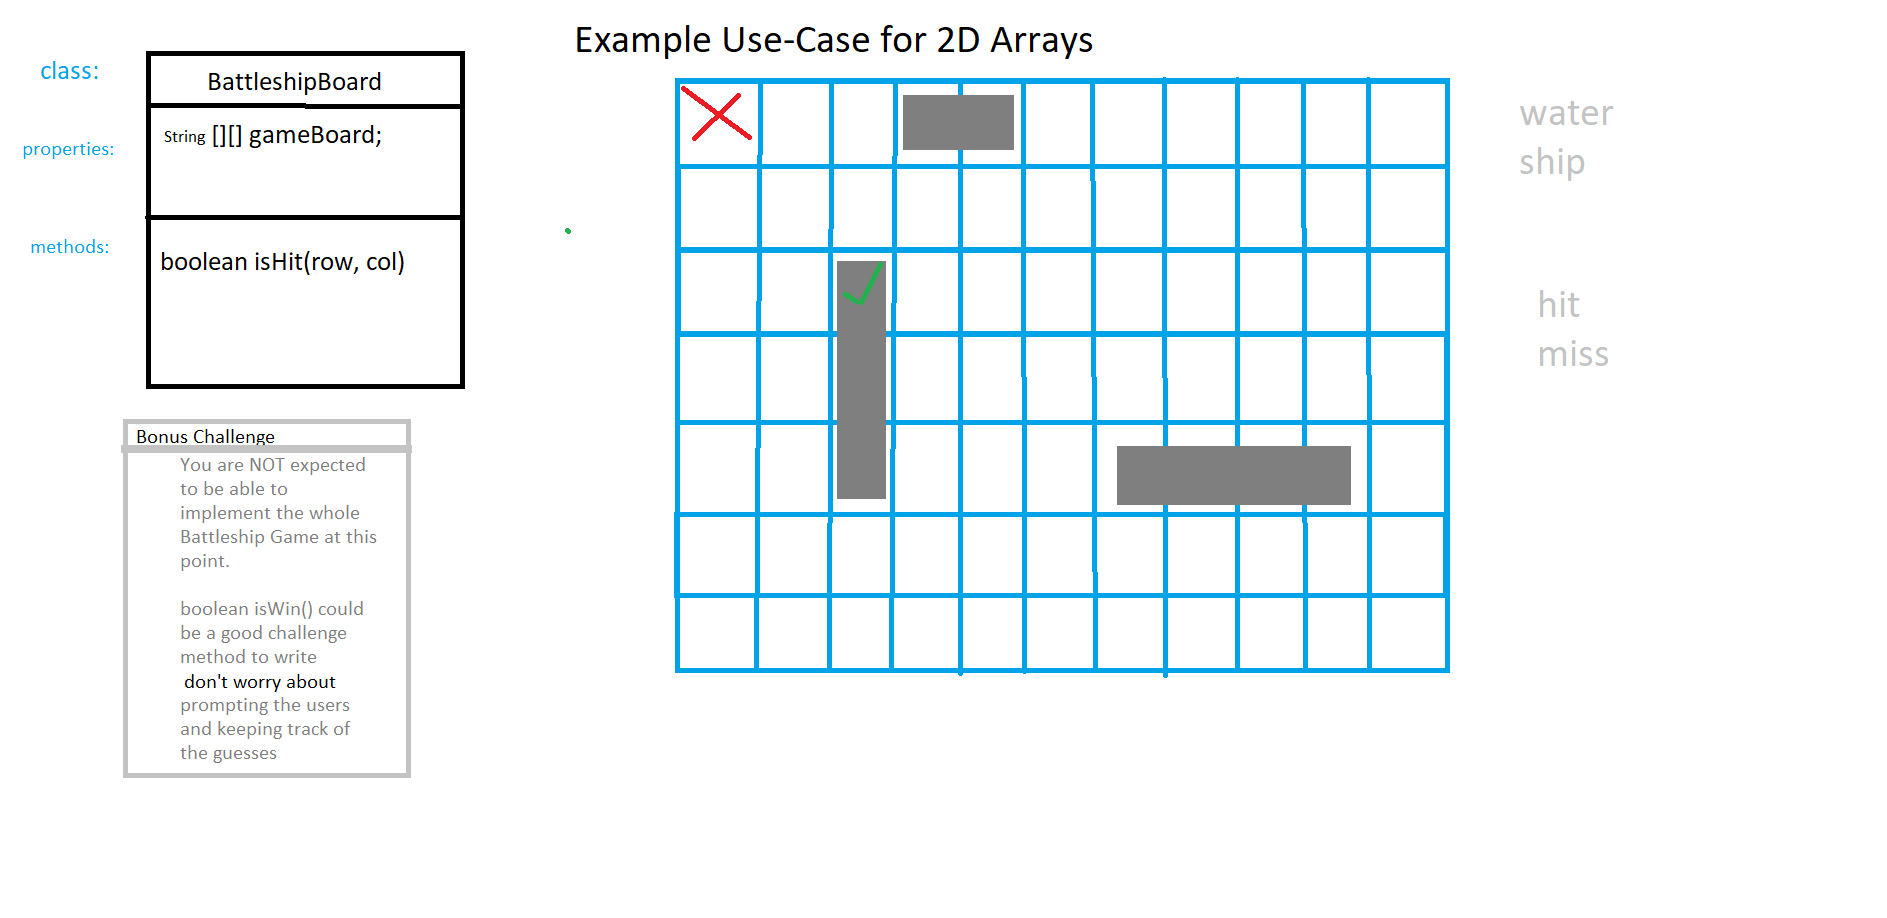 Example Use-Case for 2D Arrays
class:
BattleshipBoard
properties:
String [][] gameBoard;
methods:
boolean isHit(row, col)
water
ship
hit
miss
Bonus Challenge
You are NOT expected
to be able to
implement the whole
Battleship Game at this
point.
boolean isWin() could
be a good challenge
method to write
don't worry about
prompting the users
and keeping track of
the guesses